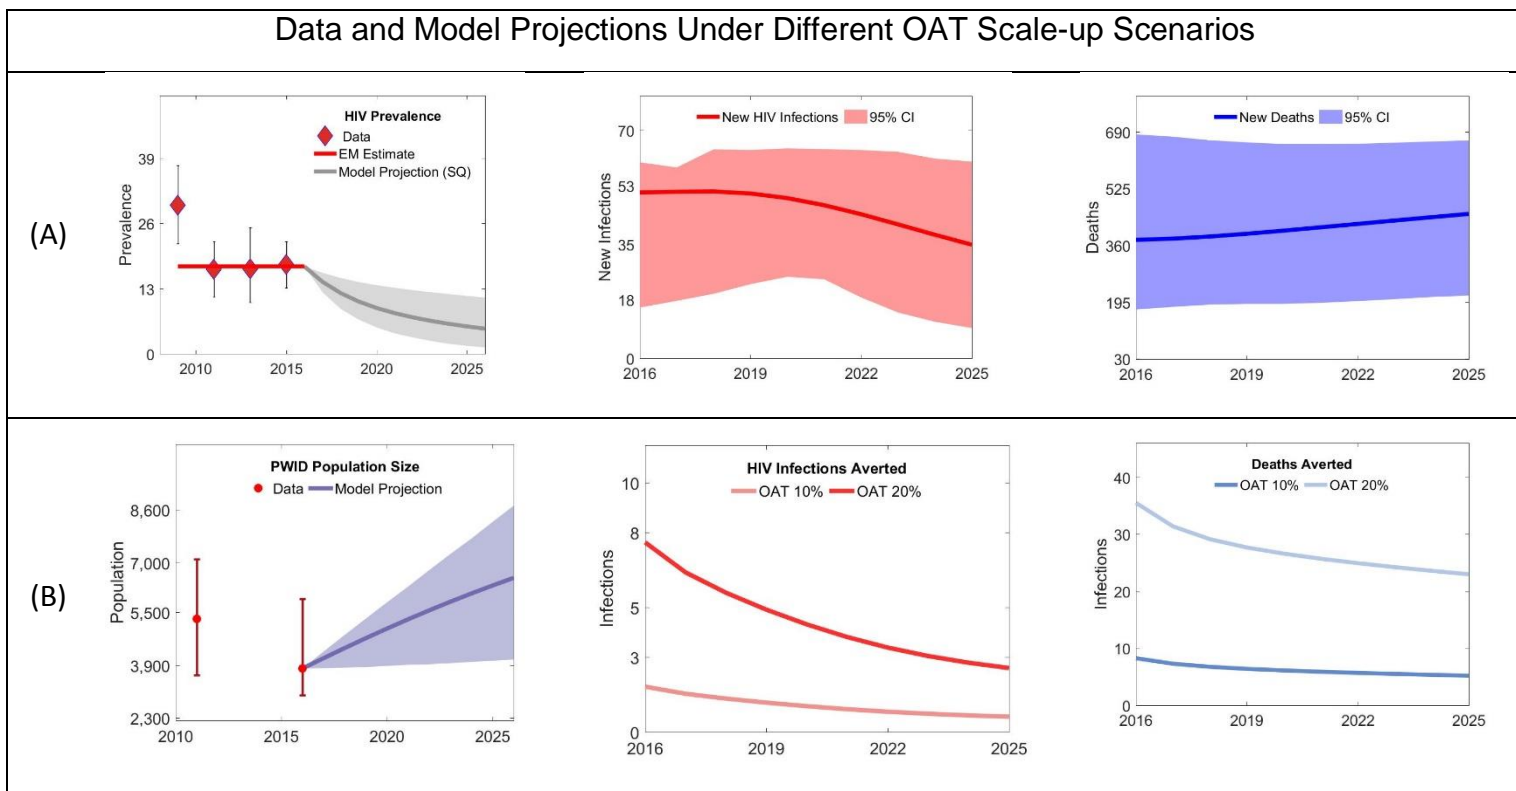 Data and Model Projections Under Different OAT Scale-up Scenarios
(A)
HIV Prevalence
Data
EM Estimate
Model Projection (SQ)
Prevalence
39
26
13
0
2010
2015
2020
2025
New HIV Infections
95% CI
New Infections
70
53
35
18
0
2016
2019
2022
2025
New Deaths
95% CI
Deaths
690
525
360
195
30
2016
2019
2022
2025
(B)
PWID Population Size
Data
Model Projection
Population
8,600
7,000
5,500
3,900
2,300
2010
2015
2020
2025
HIV Infections Averted
OAT 10%
OAT 20%
Infections
10
8
5
3
0
2016
2019
2022
2025
Deaths Averted
OAT 10%
OAT 20%
Infections
40
30
20
10
0
2016
2019
2022
2025